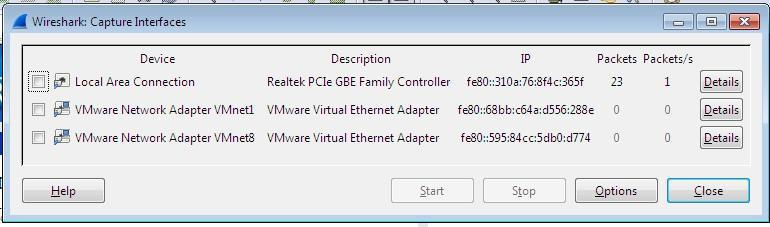 Wireshark: Capture Interfaces
Device Description IP Packets Packets/s
Local Area Connection Realtek PCIe GBE Family Controller fe80::310a:76:8f4c:365f 23 1 Details
VMware Network Adapter VMnet1 VMware Virtual Ethernet Adapter fe80::68bb:c64a:d556:288e 0 0 Details
VMware Network Adapter VMnet8 VMware Virtual Ethernet Adapter fe80::595:84cc:5db0:d774 0 0 Details
Help Start Stop Options Close